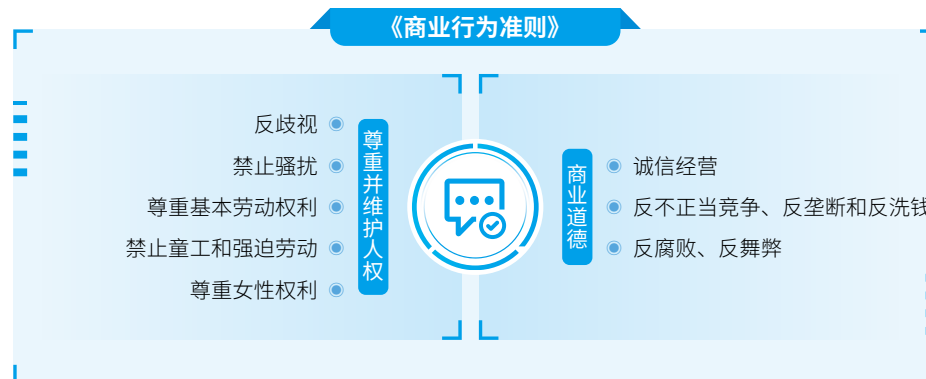 《商业行为准则》
反歧视
禁止骚扰
尊重基本劳动权利
禁止童工和强迫劳动
尊重女性权利
尊重并维护人权
商业道德
诚信经营
反不正当竞争、反垄断和反洗钱
反腐败、反舞弊